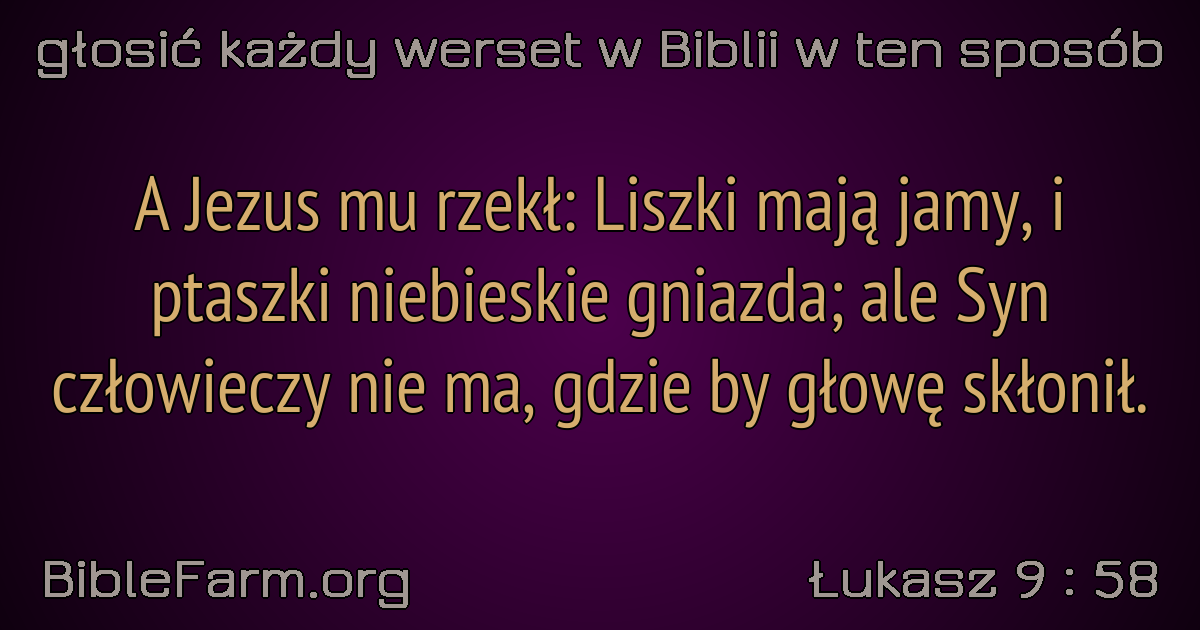 głosić każdy werset w Biblii w ten sposób
A Jezus mu rzekł: Liszki mają jamy, i
ptaszki niebieskie gniazda; ale Syn
człowieczy nie ma, gdzie by głowę skłonił.
BibleFarm.org
Łukasz 9 : 58